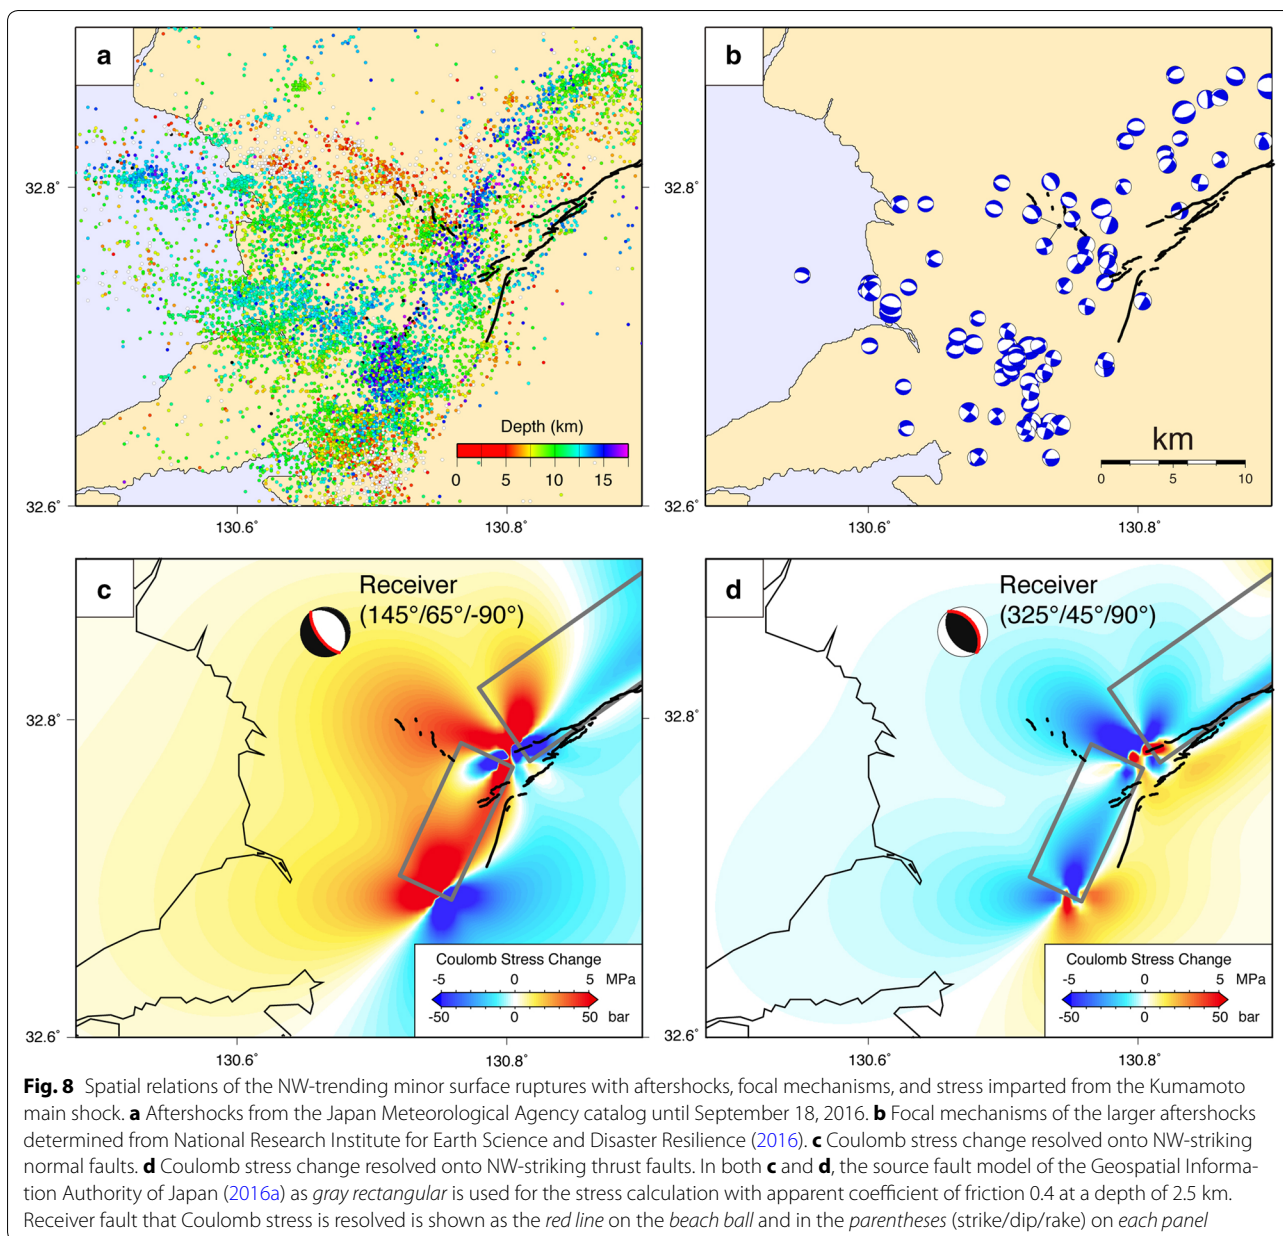 a
32.8˚
32.6˚
130.6˚
130.8˚
Depth (km)
0 5 10 15
b
32.8˚
32.6˚
130.6˚
130.8˚
km
0 5 10
c
Receiver
(145°/65°/-90°)
32.8˚
32.6˚
130.6˚
130.8˚
Coulomb Stress Change
-5 0 5 MPa
-50 0 50 bar
d
Receiver
(325°/45°/90°)
32.8˚
32.6˚
130.6˚
130.8˚
Coulomb Stress Change
-5 0 5 MPa
-50 0 50 bar
Fig. 8 Spatial relations of the NW-trending minor surface ruptures with aftershocks, focal mechanisms, and stress imparted from the Kumamoto
main shock. a Aftershocks from the Japan Meteorological Agency catalog until September 18, 2016. b Focal mechanisms of the larger aftershocks
determined from National Research Institute for Earth Science and Disaster Resilience (2016). c Coulomb stress change resolved onto NW-striking
normal faults. d Coulomb stress change resolved onto NW-striking thrust faults. In both c and d, the source fault model of the Geospatial Informa-
tion Authority of Japan (2016a) as gray rectangular is used for the stress calculation with apparent coefficient of friction 0.4 at a depth of 2.5 km.
Receiver fault that Coulomb stress is resolved is shown as the red line on the beach ball and in the parentheses (strike/dip/rake) on each panel